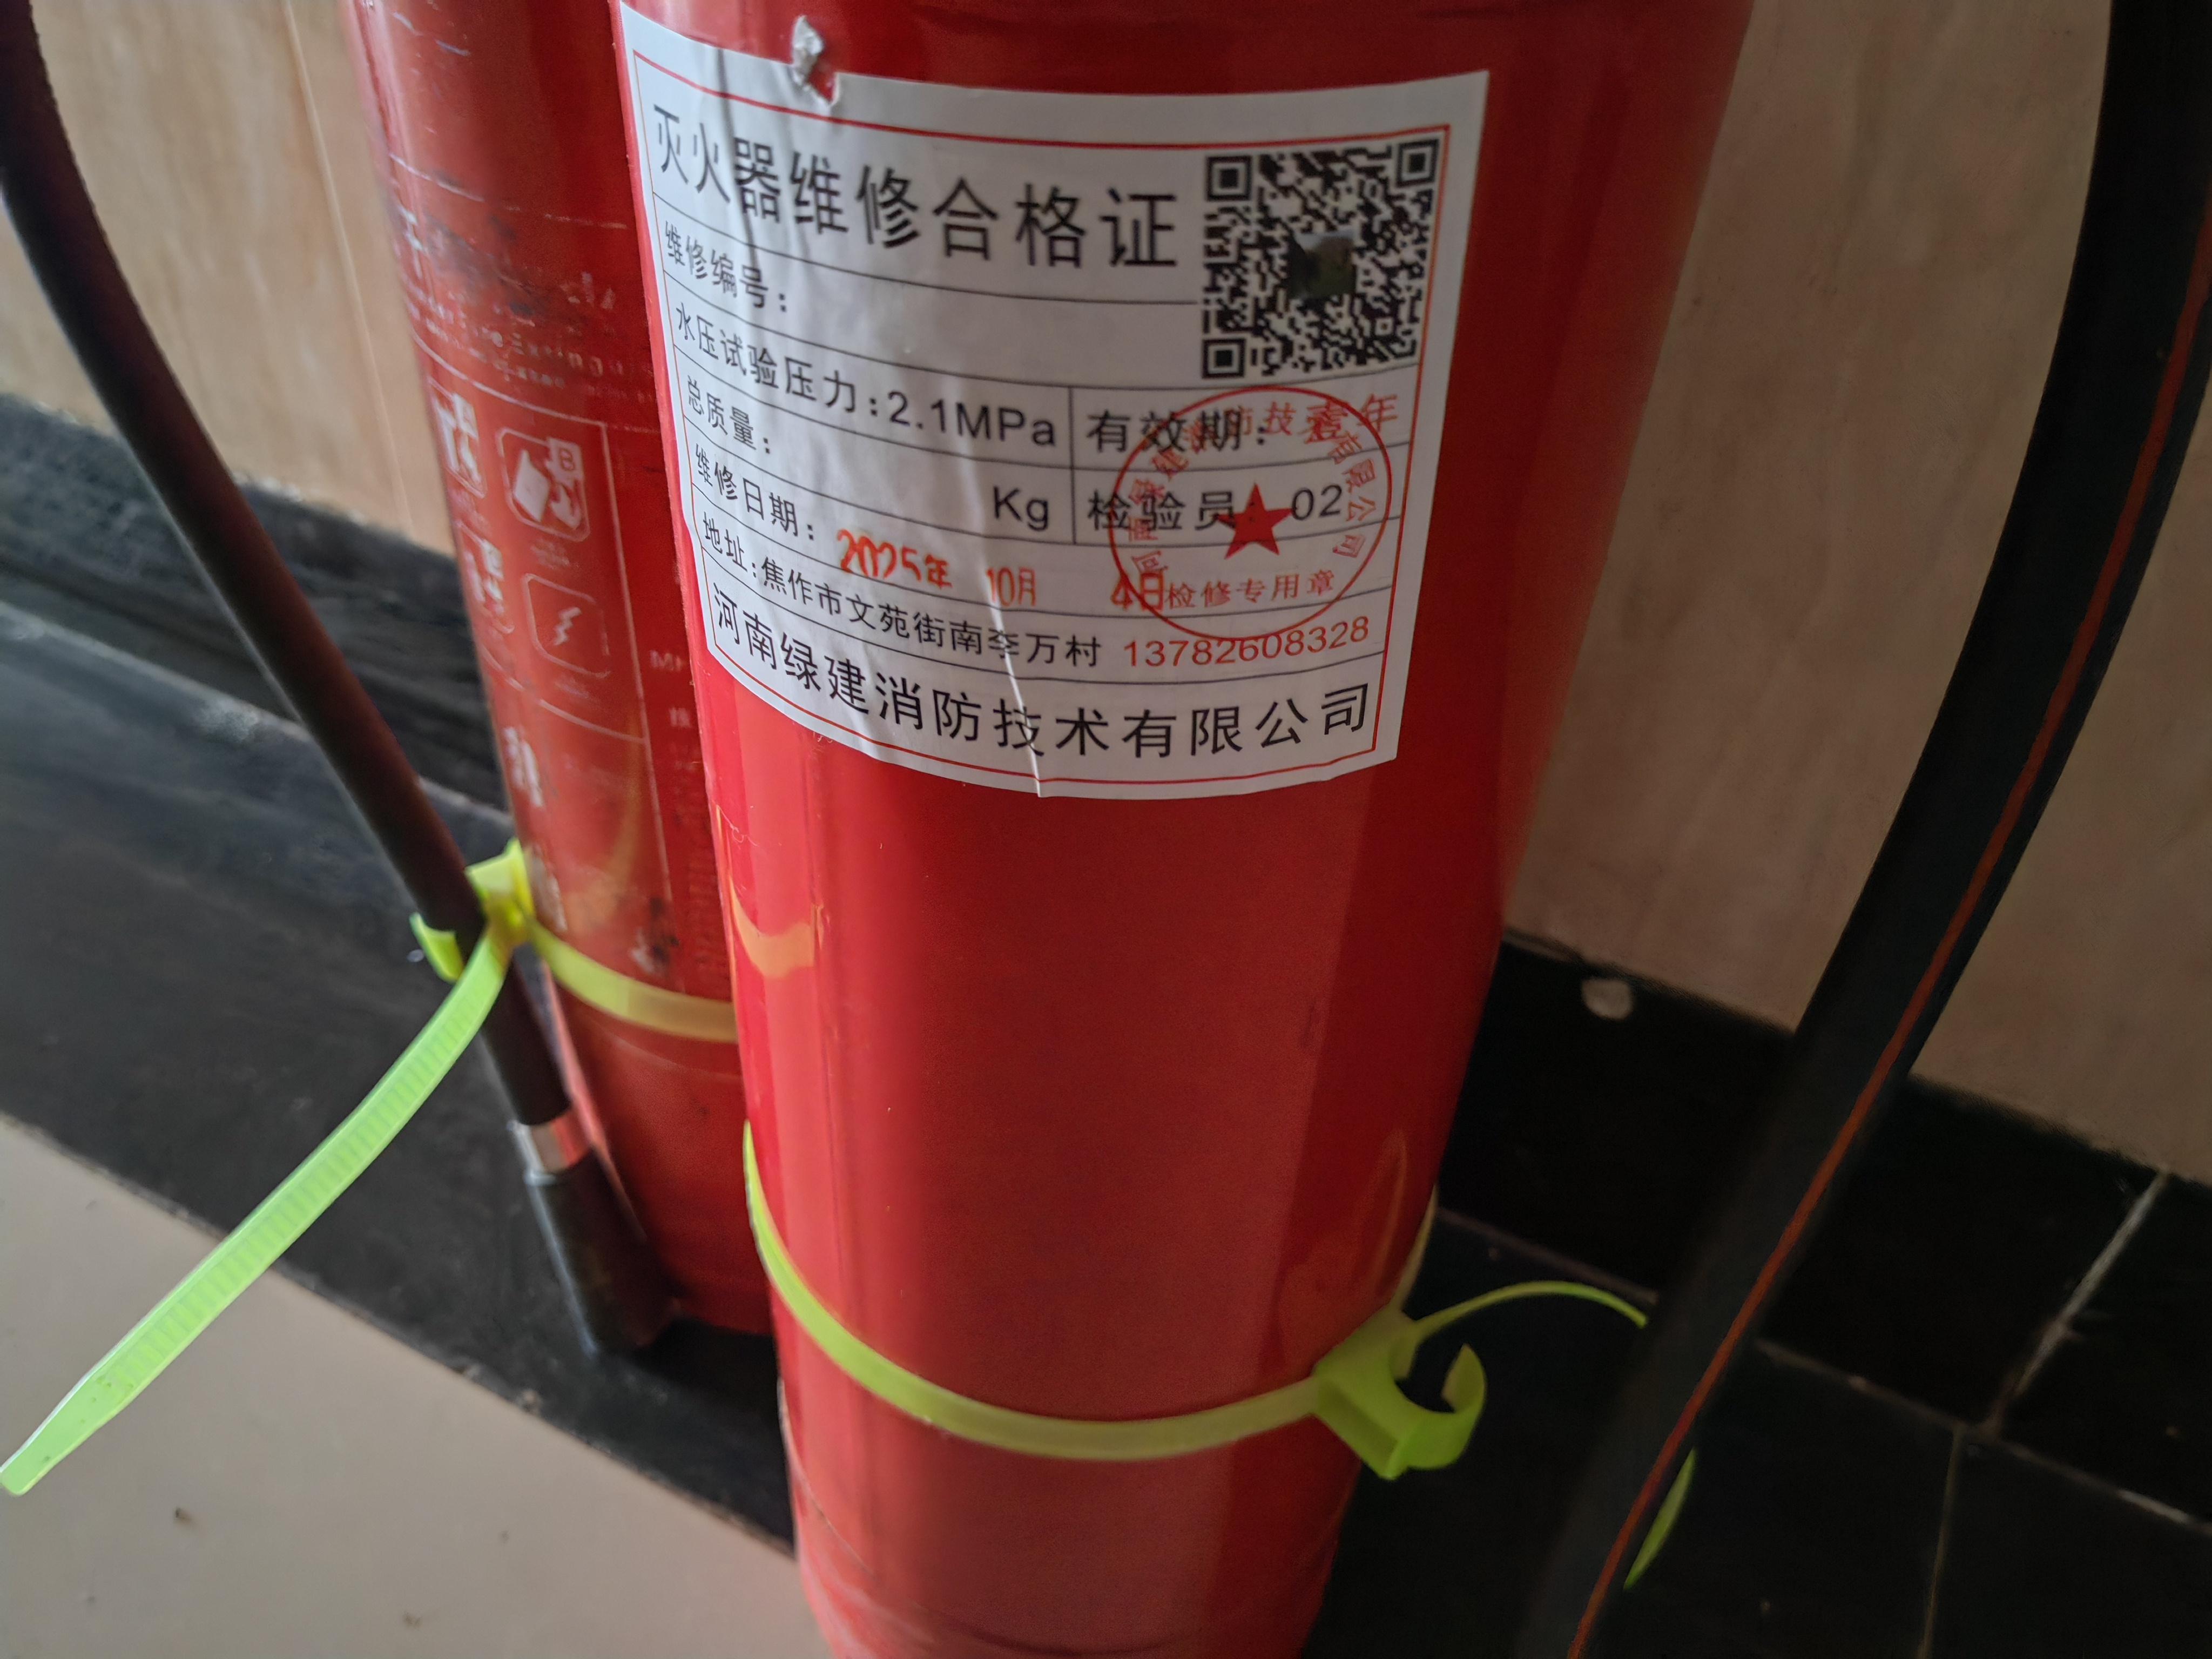 灭火器维修合格证
维修编号:
水压试验压力:2.1MPa
有效期: 壹年
总质量: Kg
检验员: 02
维修日期: 2025年 10月 4日
地址:焦作市文苑街南李万村 13782608328
河南绿建消防技术有限公司
检修专用章
B